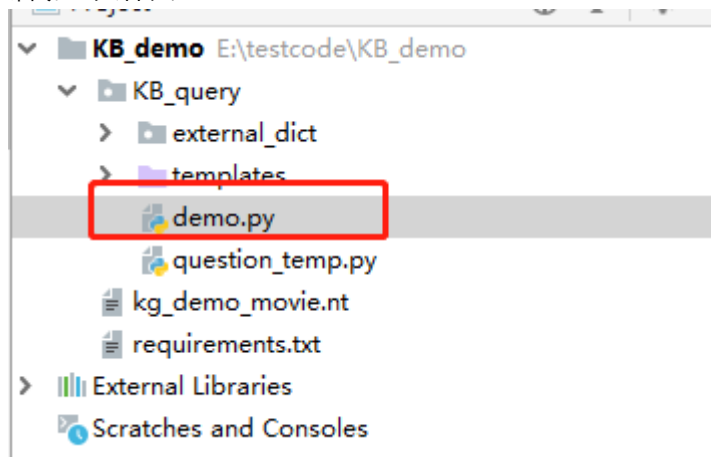 KB_demo E:\testcode\KB_demo
KB_query
external_dict
templates
demo.py
question_temp.py
kg_demo_movie.nt
requirements.txt
External Libraries
Scratches and Consoles